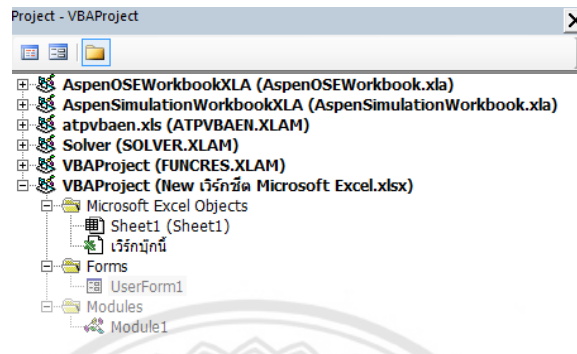 Project - VBAProject
AspenOSEWorkbookXLA (AspenOSEWorkbook.xla)
AspenSimulationWorkbookXLA (AspenSimulationWorkbook.xla)
atpvbaen.xls (ATPVBAEN.XLAM)
Solver (SOLVER.XLAM)
VBAProject (FUNCRES.XLAM)
VBAProject (New เวิร์กชีต Microsoft Excel.xlsx)
Microsoft Excel Objects
Sheet1 (Sheet1)
เวิร์กบุ๊กนี้
Forms
UserForm1
Modules
Module1